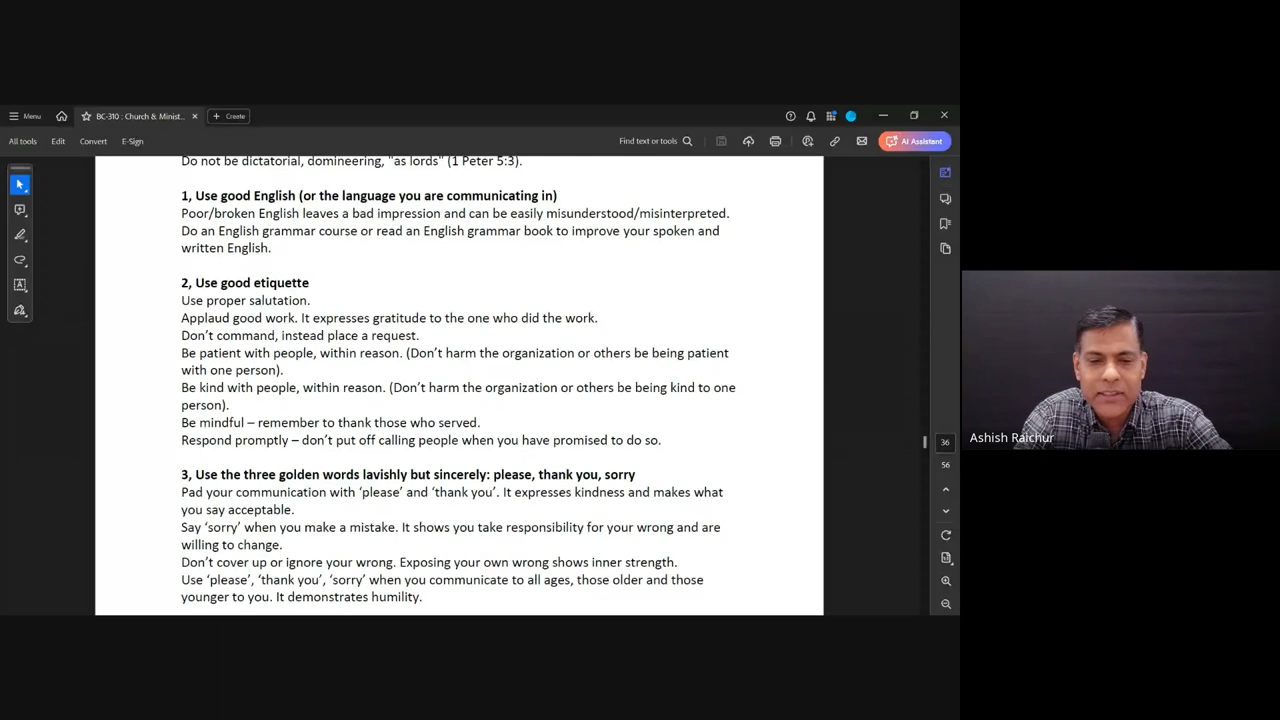 Menu
BC-310 : Church & Minist...
Create
All tools
Edit
Convert
E-Sign
Find text or tools
AI Assistant
Do not be dictatorial, domineering, "as lords" (1 Peter 5:3).
1, Use good English (or the language you are communicating in)
Poor/broken English leaves a bad impression and can be easily misunderstood/misinterpreted.
Do an English grammar course or read an English grammar book to improve your spoken and
written English.
2, Use good etiquette
Use proper salutation.
Applaud good work. It expresses gratitude to the one who did the work.
Don't command, instead place a request.
Be patient with people, within reason. (Don't harm the organization or others be being patient
with one person).
Be kind with people, within reason. (Don't harm the organization or others be being kind to one
person).
Be mindful – remember to thank those who served.
Respond promptly – don't put off calling people when you have promised to do so.
3, Use the three golden words lavishly but sincerely: please, thank you, sorry
Pad your communication with 'please' and 'thank you'. It expresses kindness and makes what
you say acceptable.
Say 'sorry' when you make a mistake. It shows you take responsibility for your wrong and are
willing to change.
Don't cover up or ignore your wrong. Exposing your own wrong shows inner strength.
Use 'please', 'thank you', 'sorry' when you communicate to all ages, those older and those
younger to you. It demonstrates humility.
36
56
Ashish Raichur